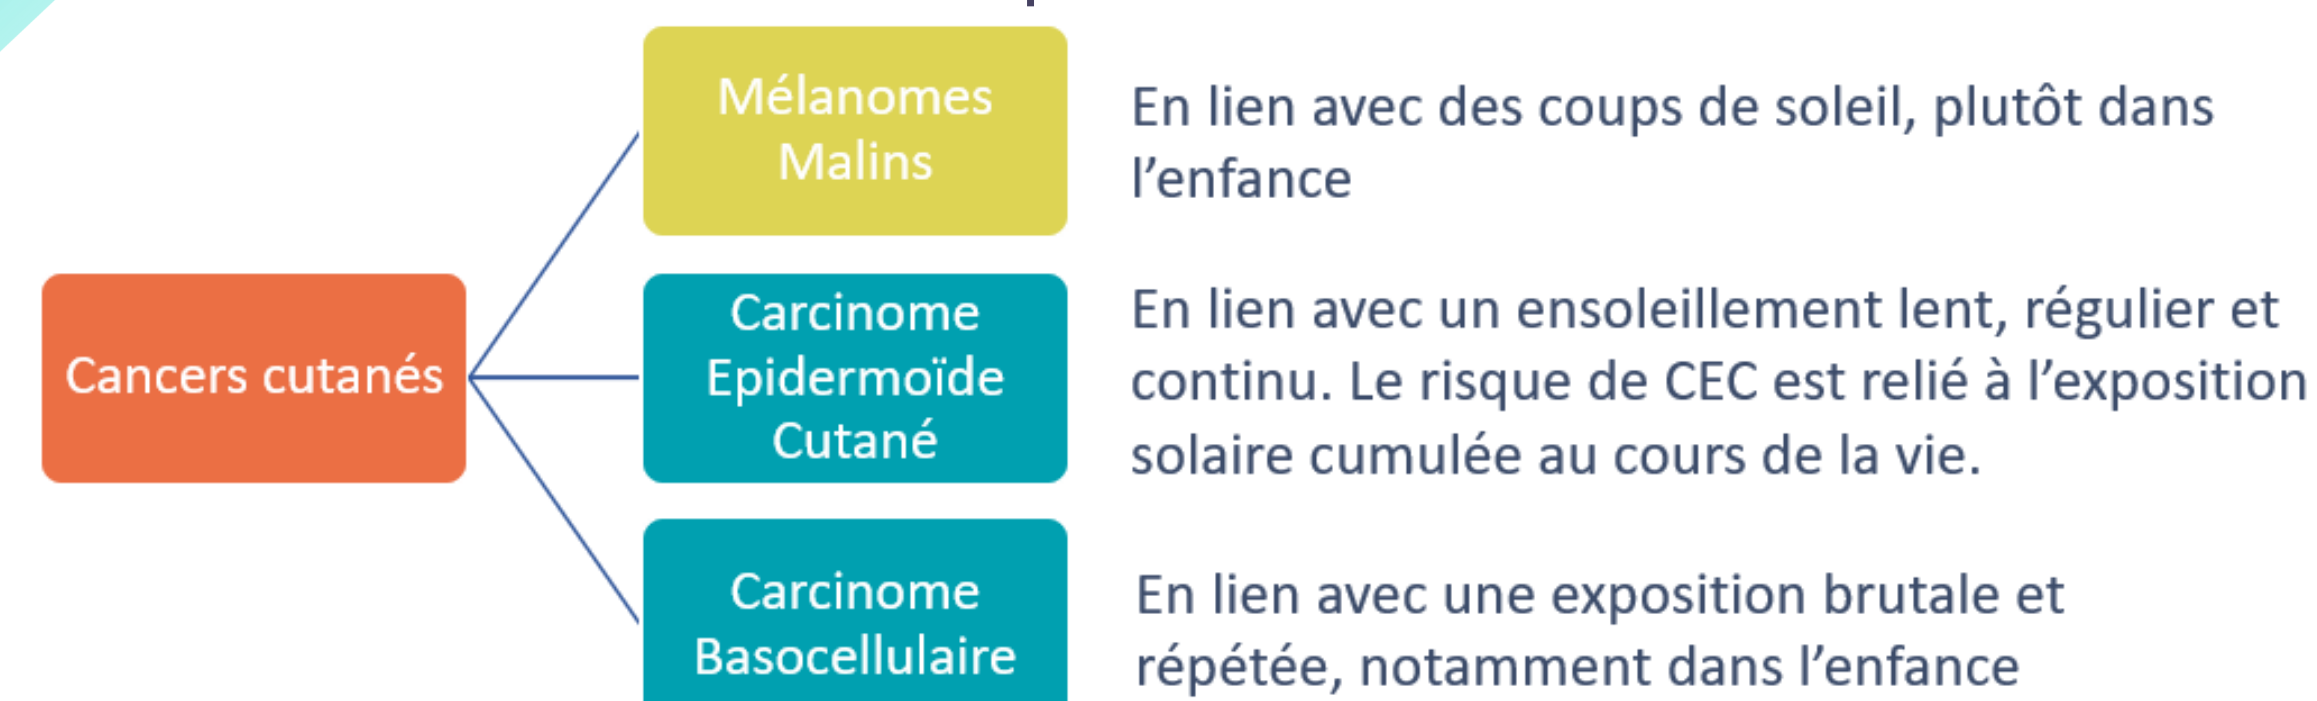 Mélanomes
Malins
En lien avec des coups de soleil, plutôt dans
l’enfance
Cancers cutanés
Carcinome
Epidermoïde
Cutané
En lien avec un ensoleillement lent, régulier et
continu. Le risque de CEC est relié à l’exposition
solaire cumulée au cours de la vie.
Carcinome
Basocellulaire
En lien avec une exposition brutale et
répétée, notamment dans l’enfance